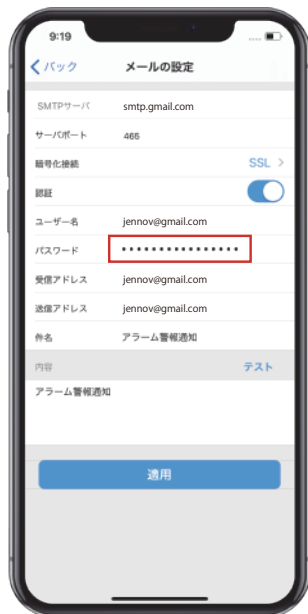 9:19
バック メールの設定
SMTPサーバ smtp.gmail.com
サーバポート 465
暗号化接続 SSL
認証
ユーザー名 jennov@gmail.com
パスワード ••••••••••••••••
受信アドレス jennov@gmail.com
送信アドレス jennov@gmail.com
件名 アラーム警報通知
内容 テスト
アラーム警報通知
適用